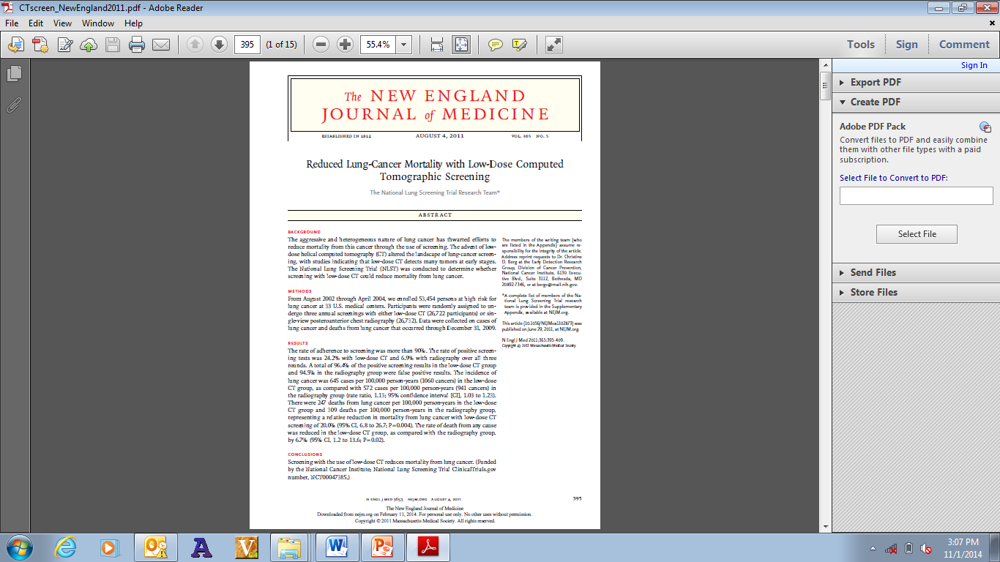 CTscreen_NewEngland2011.pdf - Adobe Reader
File Edit View Window Help
395 (1 of 15) 55.4% Tools Sign Comment
Sign In
Export PDF
Create PDF
Adobe PDF Pack
Convert files to PDF and easily combine
them with other file types with a paid
subscription.
Select File to Convert to PDF:
Select File
Send Files
Store Files
The NEW ENGLAND
JOURNAL of MEDICINE
ESTABLISHED IN 1812 AUGUST 4, 2011 VOL. 365 NO. 5
Reduced Lung-Cancer Mortality with Low-Dose Computed
Tomographic Screening
The National Lung Screening Trial Research Team*
ABSTRACT
BACKGROUND
The aggressive and heterogeneous nature of lung cancer has thwarted efforts to
reduce mortality from this cancer through the use of screening. The advent of low-
dose helical computed tomography (CT) altered the landscape of lung-cancer screen-
ing, with studies indicating that low-dose CT detects many tumors at early stages.
The National Lung Screening Trial (NLST) was conducted to determine whether
screening with low-dose CT could reduce mortality from lung cancer.
METHODS
From August 2002 through April 2004, we enrolled 53,454 persons at high risk for
lung cancer at 33 U.S. medical centers. Participants were randomly assigned to un-
dergo three annual screenings with either low-dose CT (26,722 participants) or sin-
gle-view posteroanterior chest radiography (26,732). Data were collected on cases of
lung cancer and deaths from lung cancer that occurred through December 31, 2009.
RESULTS
The rate of adherence to screening was more than 90%. The rate of positive screen-
ing tests was 24.2% with low-dose CT and 6.9% with radiography over all three
rounds. A total of 96.4% of the positive screening results in the low-dose CT group
and 94.5% in the radiography group were false positive results. The incidence of
lung cancer was 645 cases per 100,000 person-years (1060 cancers) in the low-dose
CT group, as compared with 572 cases per 100,000 person-years (941 cancers) in
the radiography group (rate ratio, 1.13; 95% confidence interval [CI], 1.03 to 1.23).
There were 247 deaths from lung cancer per 100,000 person-years in the low-dose
CT group and 309 deaths per 100,000 person-years in the radiography group,
representing a relative reduction in mortality from lung cancer with low-dose CT
screening of 20.0% (95% CI, 6.8 to 26.7; P=0.004). The rate of death from any cause
was reduced in the low-dose CT group, as compared with the radiography group,
by 6.7% (95% CI, 1.2 to 13.6; P=0.02).
CONCLUSIONS
Screening with the use of low-dose CT reduces mortality from lung cancer. (Funded
by the National Cancer Institute; National Lung Screening Trial ClinicalTrials.gov
number, NCT00047385.)
The members of the writing team (who
are listed in the Appendix) assume re-
sponsibility for the integrity of the article.
Address reprint requests to Dr. Christine
D. Berg at the Early Detection Research
Group, Division of Cancer Prevention,
National Cancer Institute, 6130 Execu-
tive Blvd., Suite 3112, Bethesda, MD
20892-7346, or at bergc@mail.nih.gov.
*A complete list of members of the Na-
tional Lung Screening Trial research
team is provided in the Supplementary
Appendix, available at NEJM.org.
This article (10.1056/NEJMoa1102873) was
published on June 29, 2011, at NEJM.org.
N Engl J Med 2011;365:395-409.
Copyright © 2011 Massachusetts Medical Society.
N ENGL J MED 365;5 NEJM.ORG AUGUST 4, 2011 395
The New England Journal of Medicine
Downloaded from nejm.org on February 11, 2014. For personal use only. No other uses without permission.
Copyright © 2011 Massachusetts Medical Society. All rights reserved.
3:07 PM
11/1/2014